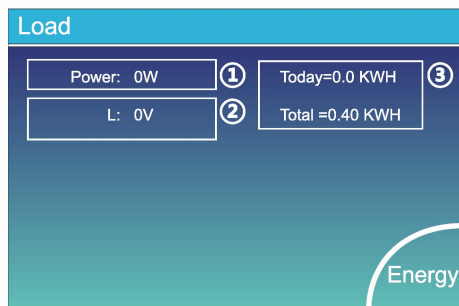 Load
Power: 0W ①
L: 0V ②
Today=0.0 KWH ③
Total =0.40 KWH
Energy